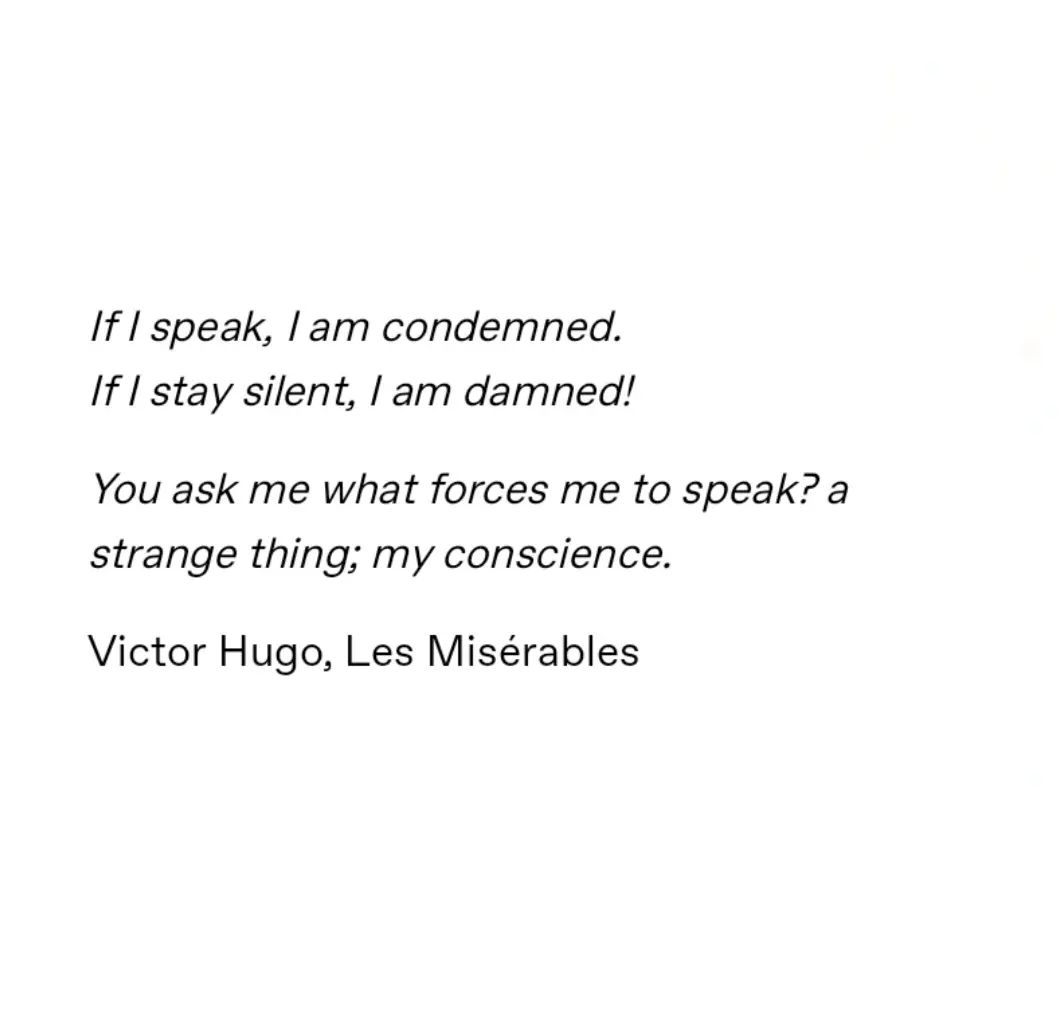 If I speak, I am condemned.
If I stay silent, I am damned!
You ask me what forces me to speak? a
strange thing; my conscience.
Victor Hugo, Les Misérables